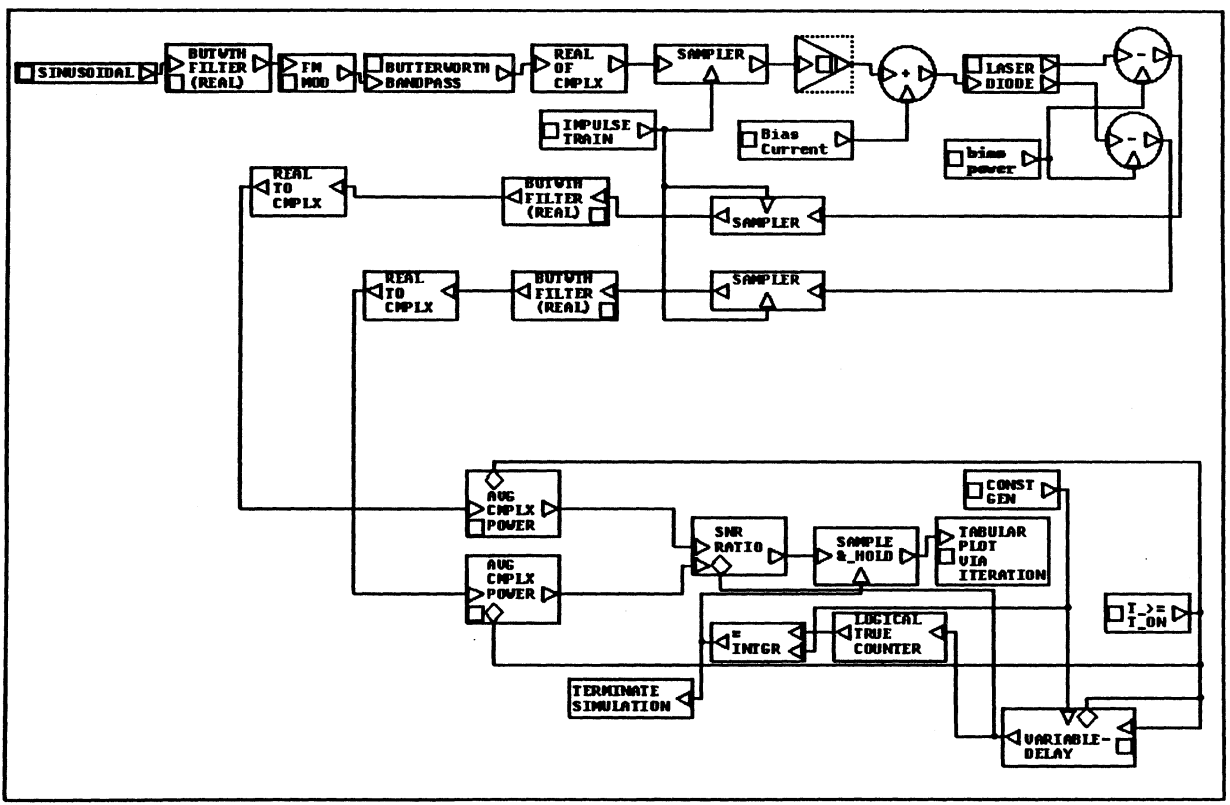 SINUSOIDAL
BUTWTH
FILTER
(REAL)
FM
MOD
BUTTERWORTH
BANDPASS
REAL
OF
CMPLX
SAMPLER
+
LASER
DIODE
-
-
IMPULSE
TRAIN
Bias
Current
bias
power
REAL
TO
CMPLX
BUTWTH
FILTER
(REAL)
SAMPLER
REAL
TO
CMPLX
BUTWTH
FILTER
(REAL)
SAMPLER
AVG
CMPLX
POWER
CONST
GEN
SNR
RATIO
SAMPLE
&_HOLD
TABULAR
PLOT
VIA
ITERATION
AVG
CMPLX
POWER
T_>=
T_ON
=
INTGR
LOGICAL
TRUE
COUNTER
TERMINATE
SIMULATION
VARIABLE-
DELAY